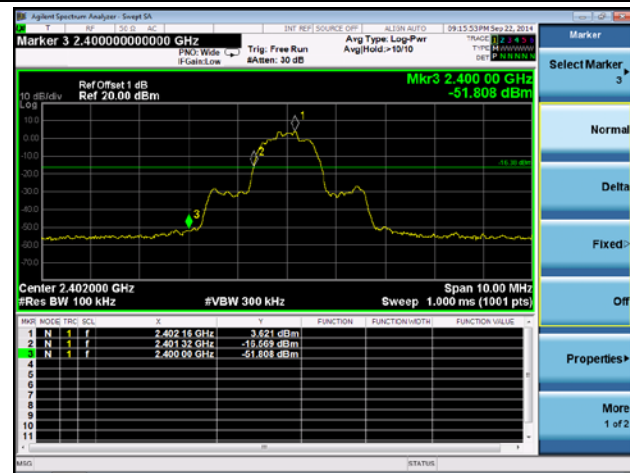 Agilent Spectrum Analyzer - Swept SA
T RF 50 Ω AC INT REF SOURCE OFF ALIGN AUTO 09:15:53PM Sep 22, 2014
Marker 3 2.400000000000 GHz
PNO: Wide
IFGain:Low
Trig: Free Run
#Atten: 30 dB
Avg Type: Log-Pwr
Avg|Hold:>10/10
TRACE 1 2 3 4 5 6
TYPE M WWWWW
DET P N N N N N
Ref Offset 1 dB
10 dB/div Ref 20.00 dBm
Log
Mkr3 2.400 00 GHz
-51.808 dBm
10.0
0.00
-10.0
-20.0
-30.0
-40.0
-50.0
-60.0
-70.0
1
2
3
Center 2.402000 GHz Span 10.00 MHz
#Res BW 100 kHz #VBW 300 kHz Sweep 1.000 ms (1001 pts)
MKR MODE TRC SCL X Y FUNCTION FUNCTION WIDTH FUNCTION VALUE
1 N 1 f 2.402 16 GHz 3.621 dBm
2 N 1 f 2.401 32 GHz -16.569 dBm
3 N 1 f 2.400 00 GHz -51.808 dBm
4
5
6
7
8
9
10
11
MSG STATUS
Marker
Select Marker
3
Normal
Delta
Fixed
Off
Properties
More
1 of 2